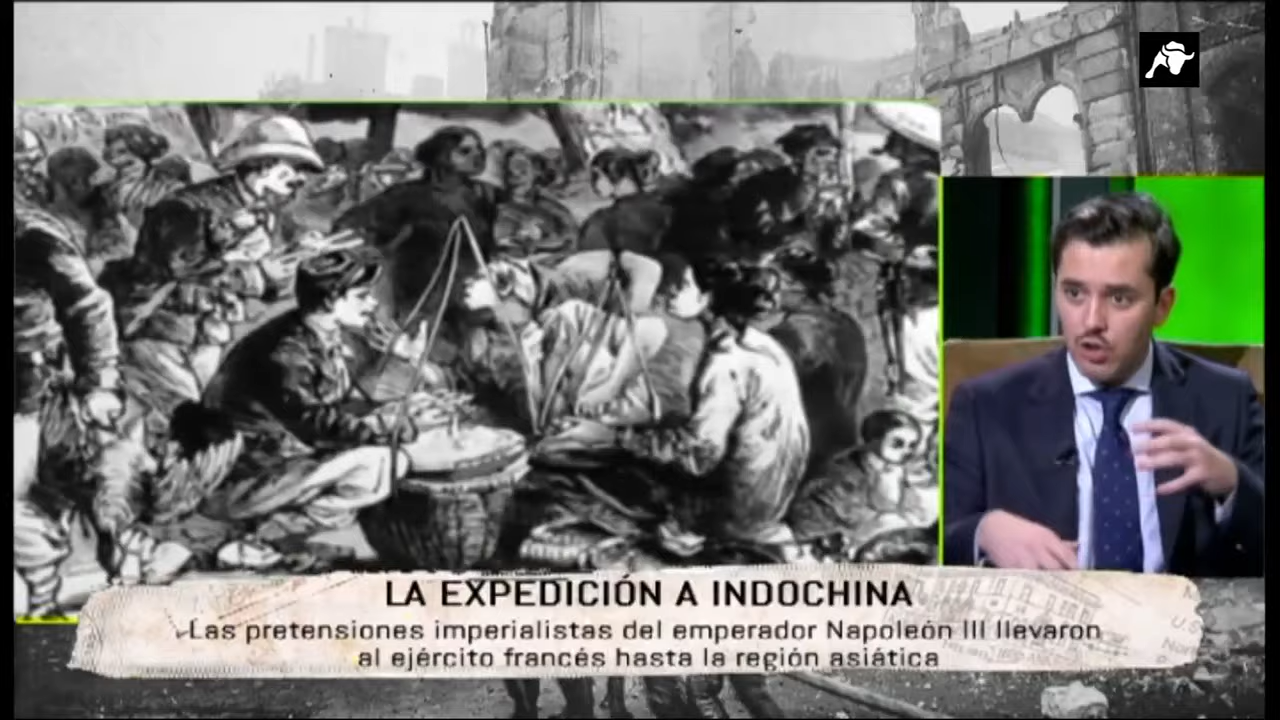 LA EXPEDICIÓN A INDOCHINA
Las pretensiones imperialistas del emperador Napoleón III llevaron
al ejército francés hasta la región asiática
U.S